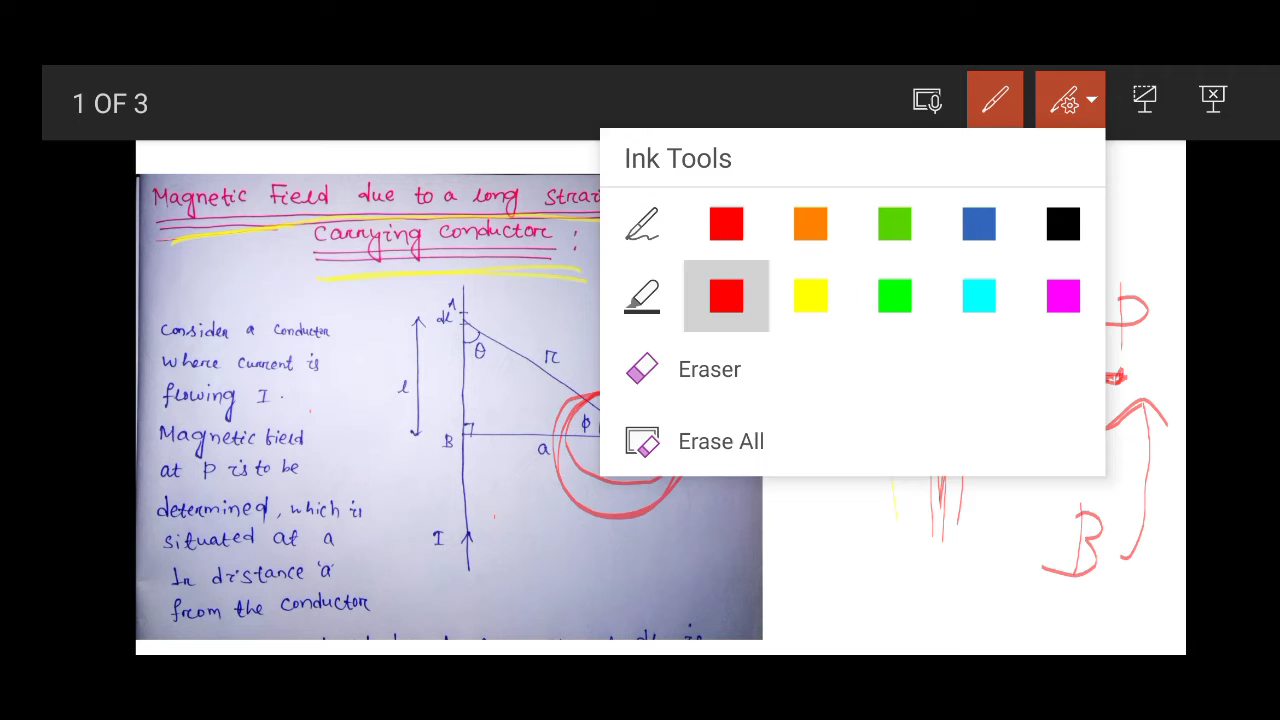 1 OF 3
Ink Tools
Eraser
Erase All
Magnetic Field due to a long
Carrying conductor :
Consider a conductor
where current is
flowing I.
Magnetic field
at P is to be
determined, which is
situated at a
Ir distance 'a'
from the conductor
A
dl
θ
r
l
B
a
ϕ
I
P
B